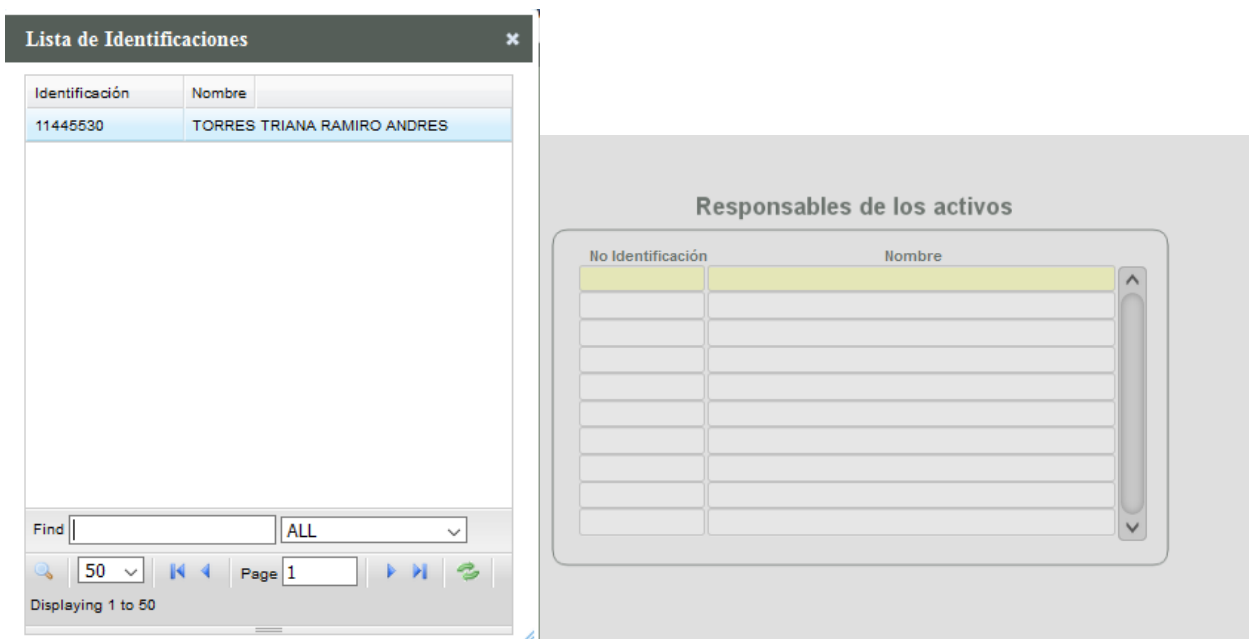 Lista de Identificaciones
Identificación Nombre
11445530 TORRES TRIANA RAMIRO ANDRES
Find ALL
50 Page 1
Displaying 1 to 50
Responsables de los activos
No Identificación Nombre